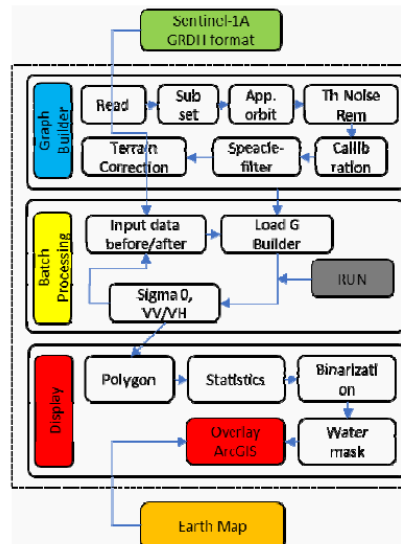 Sentinel-1A
GRDH format
Graph
Builder
Read
Sub
set
App.
orbit
Th Noise
Rem
Terrain
Correction
Speacle-
filter
Callib
ration
Batch
Processing
Input data
before/after
Load G
Builder
RUN
Sigma 0,
VV/VH
Display
Polygon
Statistics
Binarizati
on
Overlay
ArcGIS
Water
mask
Earth Map